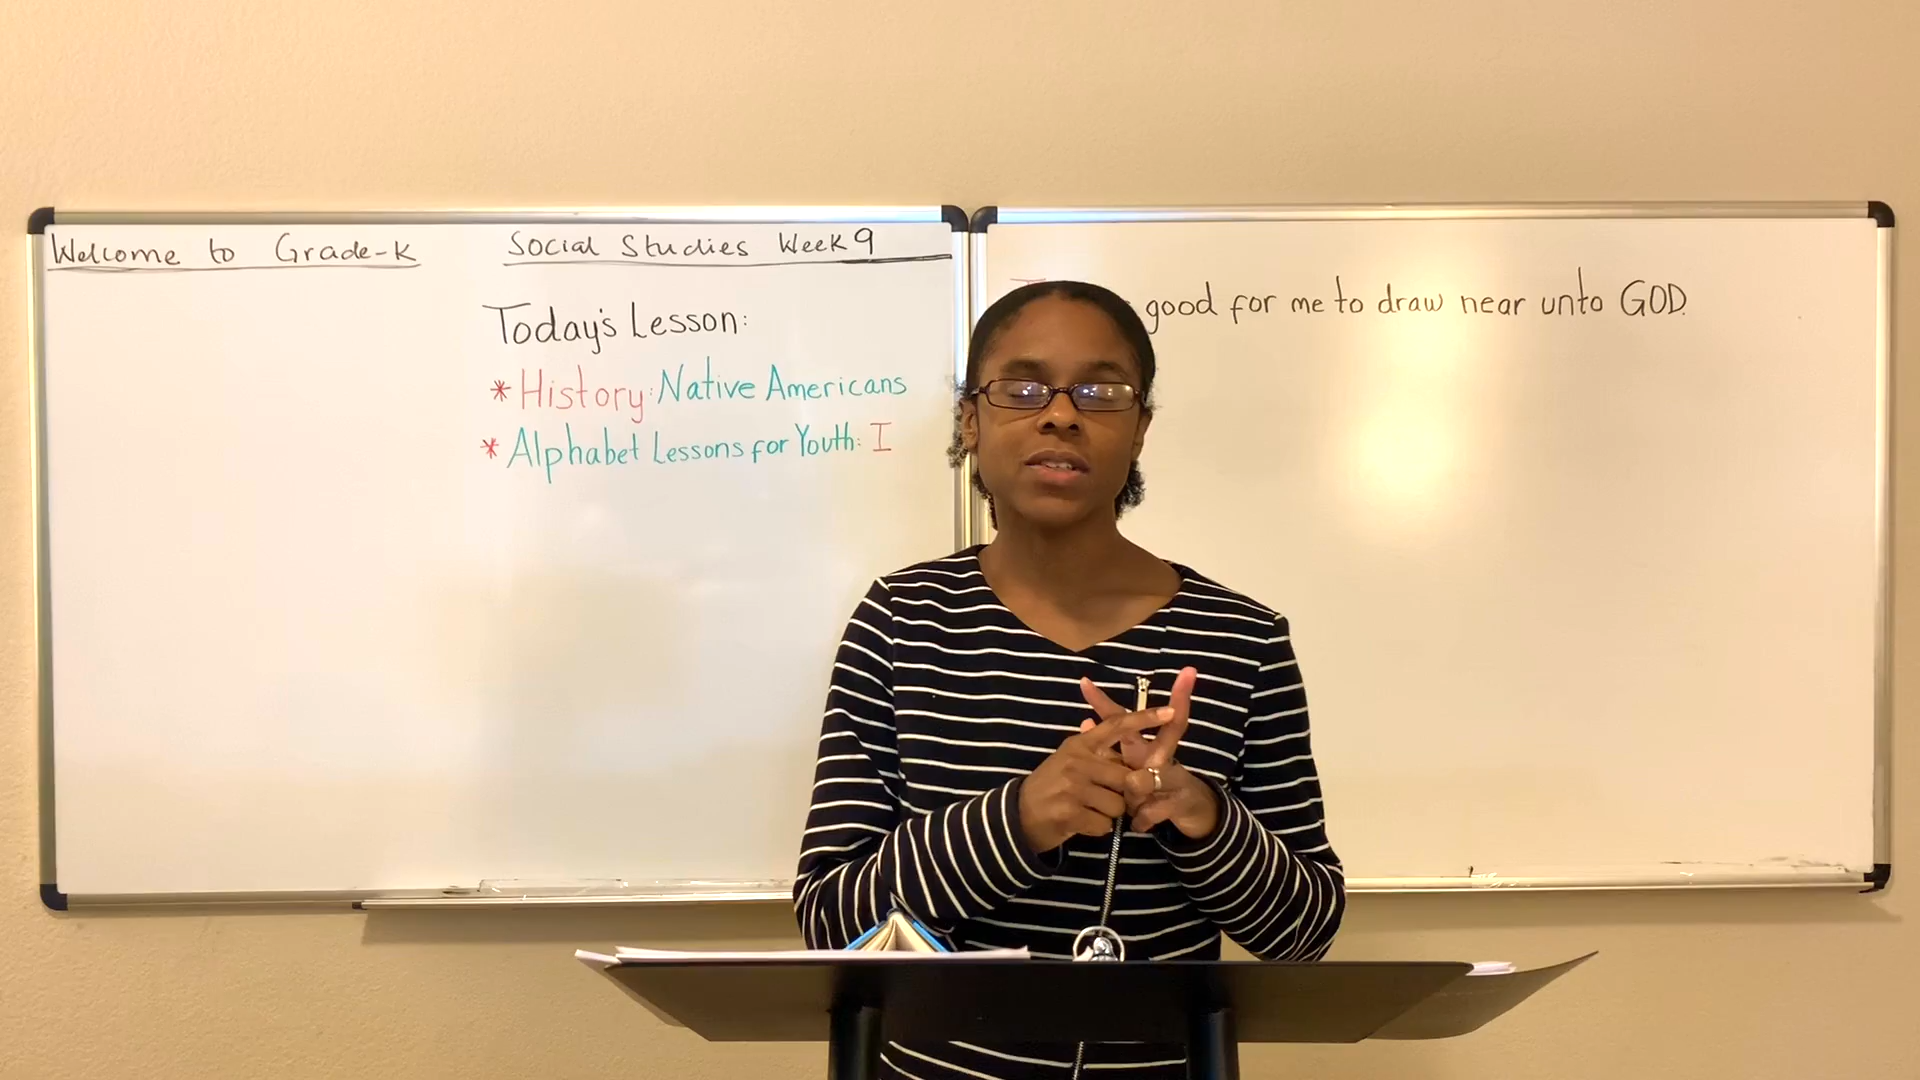 Welcome to Grade-K
Social Studies Week 9
Today's Lesson:
* History: Native Americans
* Alphabet Lessons for Youth: I
good for me to draw near unto GOD.